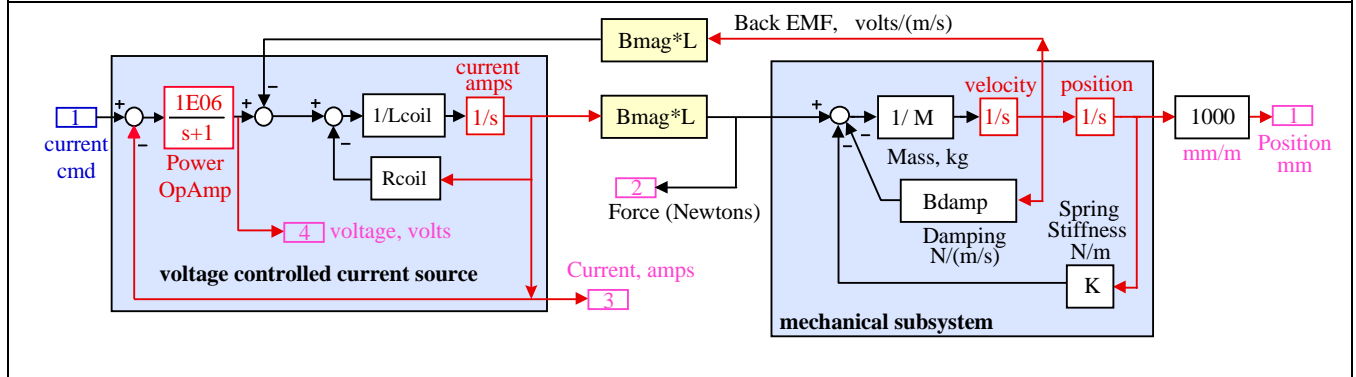 Back EMF, volts/(m/s)
Bmag*L
current
amps
velocity
position
+
1
current
cmd
−
1E06
s+1
Power
OpAmp
+
−
+
−
1/Lcoil
1/s
Rcoil
Bmag*L
2
Force (Newtons)
+
−
−
1/ M
Mass, kg
1/s
1/s
1000
mm/m
1
Position
mm
Bdamp
Damping
N/(m/s)
Spring
Stiffness
N/m
K
4
voltage, volts
voltage controlled current source
Current, amps
3
mechanical subsystem